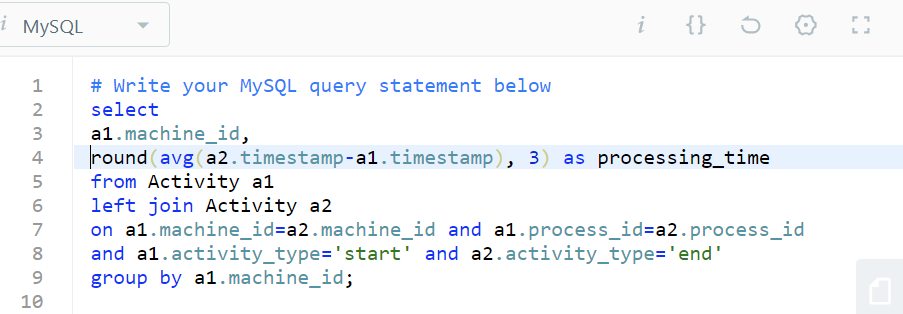 i MySQL i {}
1 # Write your MySQL query statement below
2 select
3 a1.machine_id,
4 round(avg(a2.timestamp-a1.timestamp), 3) as processing_time
5 from Activity a1
6 left join Activity a2
7 on a1.machine_id=a2.machine_id and a1.process_id=a2.process_id
8 and a1.activity_type='start' and a2.activity_type='end'
9 group by a1.machine_id;
10